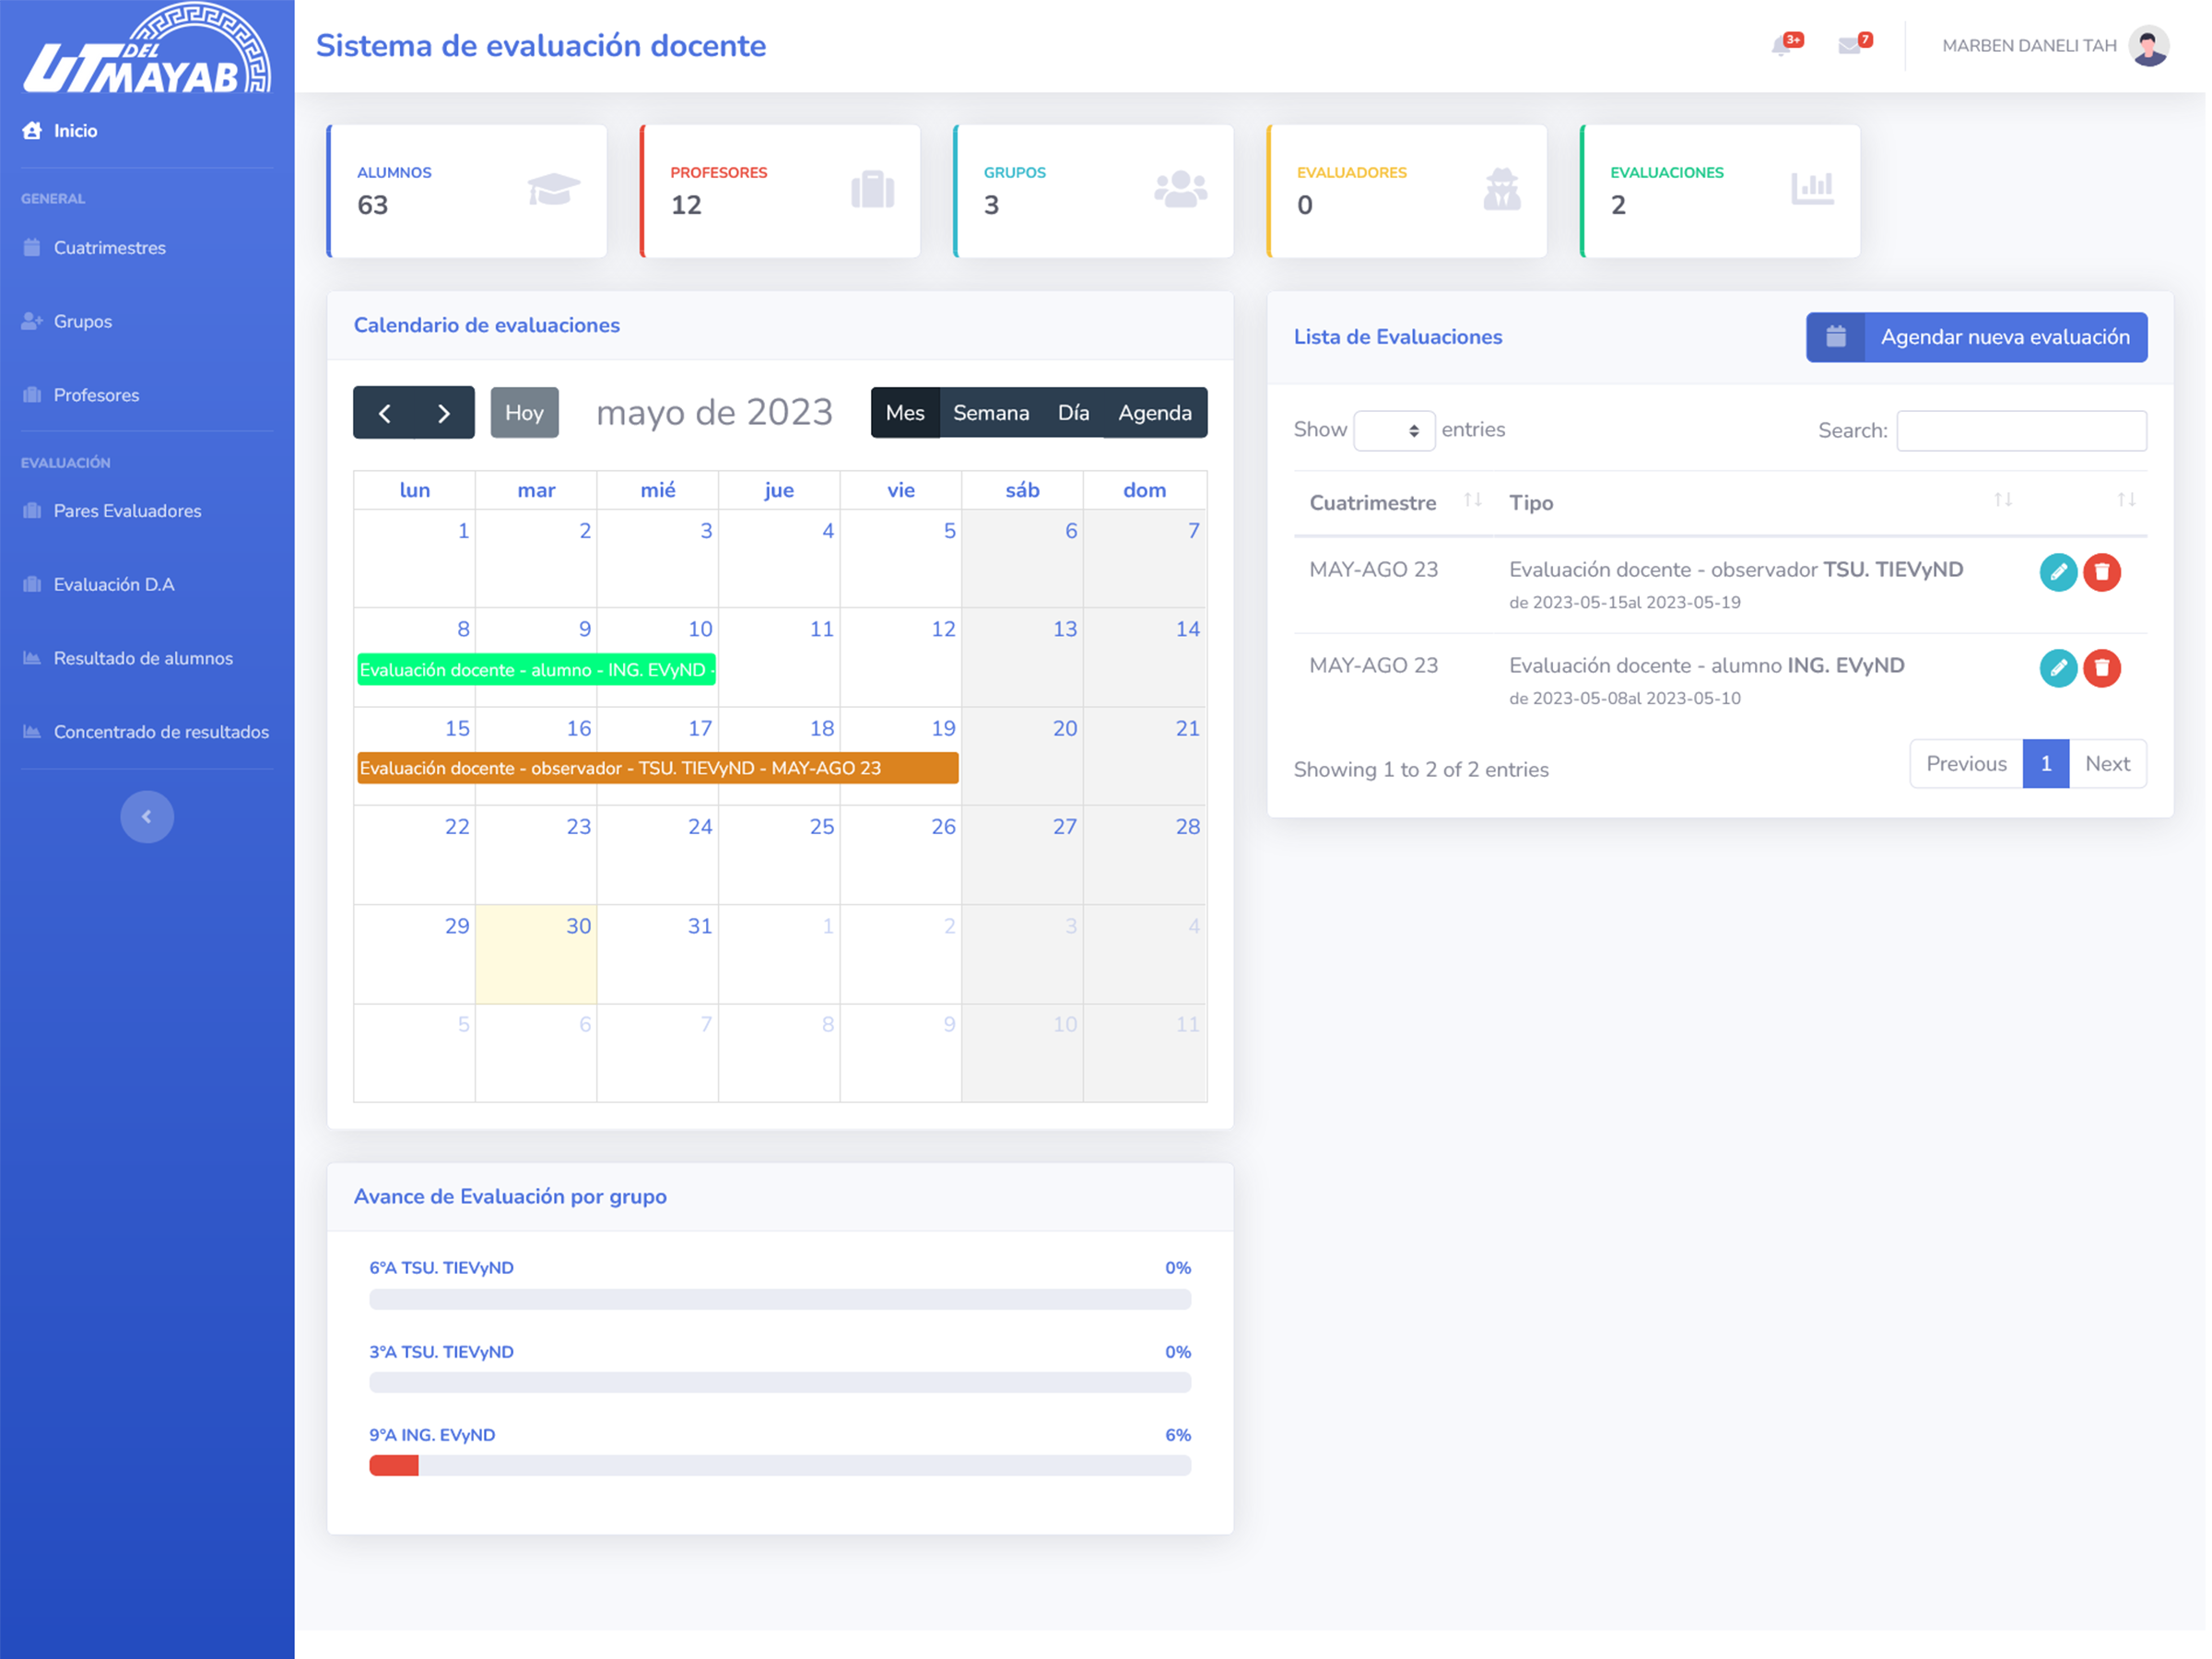 UT DEL MAYAB
Inicio
GENERAL
Cuatrimestres
Grupos
Profesores
EVALUACIÓN
Pares Evaluadores
Evaluación D.A
Resultado de alumnos
Concentrado de resultados
Sistema de evaluación docente
3+
7
MARBEN DANELI TAH
ALUMNOS
63
PROFESORES
12
GRUPOS
3
EVALUADORES
0
EVALUACIONES
2
Calendario de evaluaciones
Hoy
mayo de 2023
Mes Semana Día Agenda
lun mar mié jue vie sáb dom
1 2 3 4 5 6 7
8 9 10 11 12 13 14
Evaluación docente - alumno - ING. EVyND -
15 16 17 18 19 20 21
Evaluación docente - observador - TSU. TIEVyND - MAY-AGO 23
22 23 24 25 26 27 28
29 30 31 1 2 3 4
5 6 7 8 9 10 11
Avance de Evaluación por grupo
6°A TSU. TIEVyND 0%
3°A TSU. TIEVyND 0%
9°A ING. EVyND 6%
Lista de Evaluaciones
Agendar nueva evaluación
Show entries
Search:
Cuatrimestre Tipo
MAY-AGO 23 Evaluación docente - observador TSU. TIEVyND
de 2023-05-15al 2023-05-19
MAY-AGO 23 Evaluación docente - alumno ING. EVyND
de 2023-05-08al 2023-05-10
Showing 1 to 2 of 2 entries
Previous 1 Next